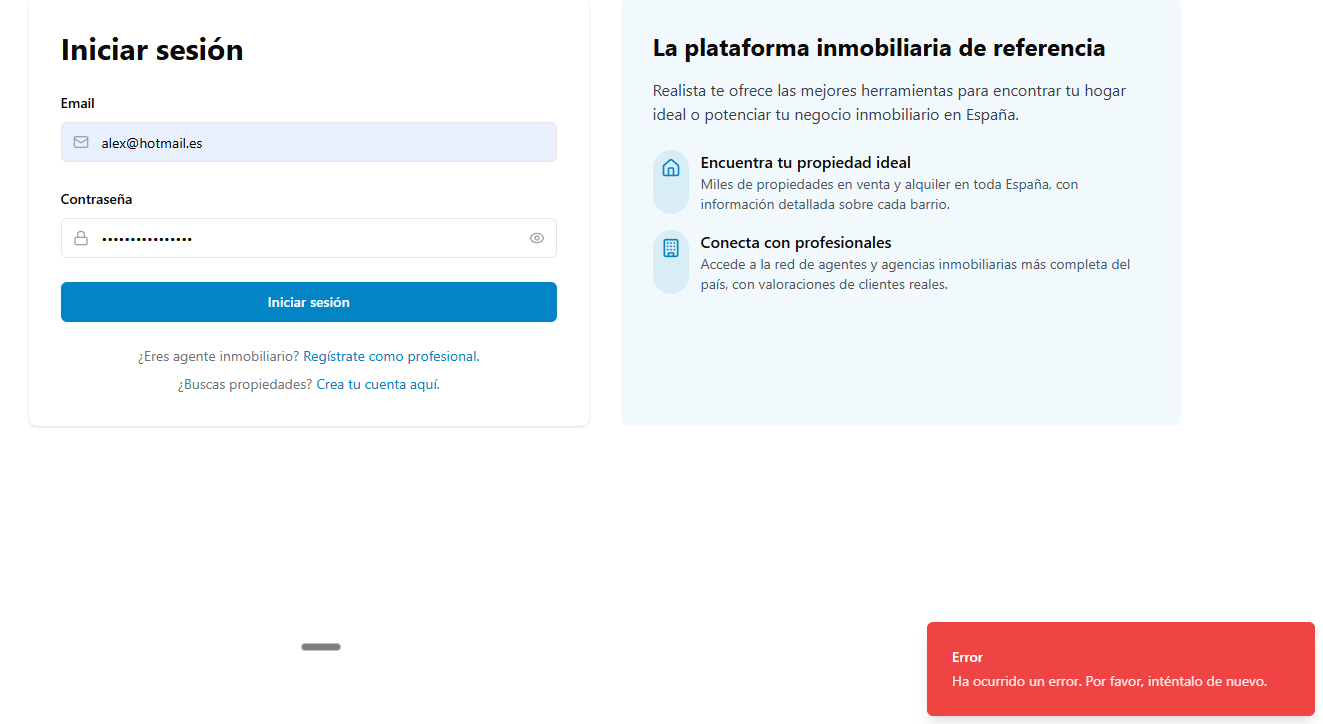 Iniciar sesión
Email
alex@hotmail.es
Contraseña
••••••••••••••••
Iniciar sesión
¿Eres agente inmobiliario? Regístrate como profesional.
¿Buscas propiedades? Crea tu cuenta aquí.
La plataforma inmobiliaria de referencia
Realista te ofrece las mejores herramientas para encontrar tu hogar
ideal o potenciar tu negocio inmobiliario en España.
Encuentra tu propiedad ideal
Miles de propiedades en venta y alquiler en toda España, con
información detallada sobre cada barrio.
Conecta con profesionales
Accede a la red de agentes y agencias inmobiliarias más completa del
país, con valoraciones de clientes reales.
Error
Ha ocurrido un error. Por favor, inténtalo de nuevo.